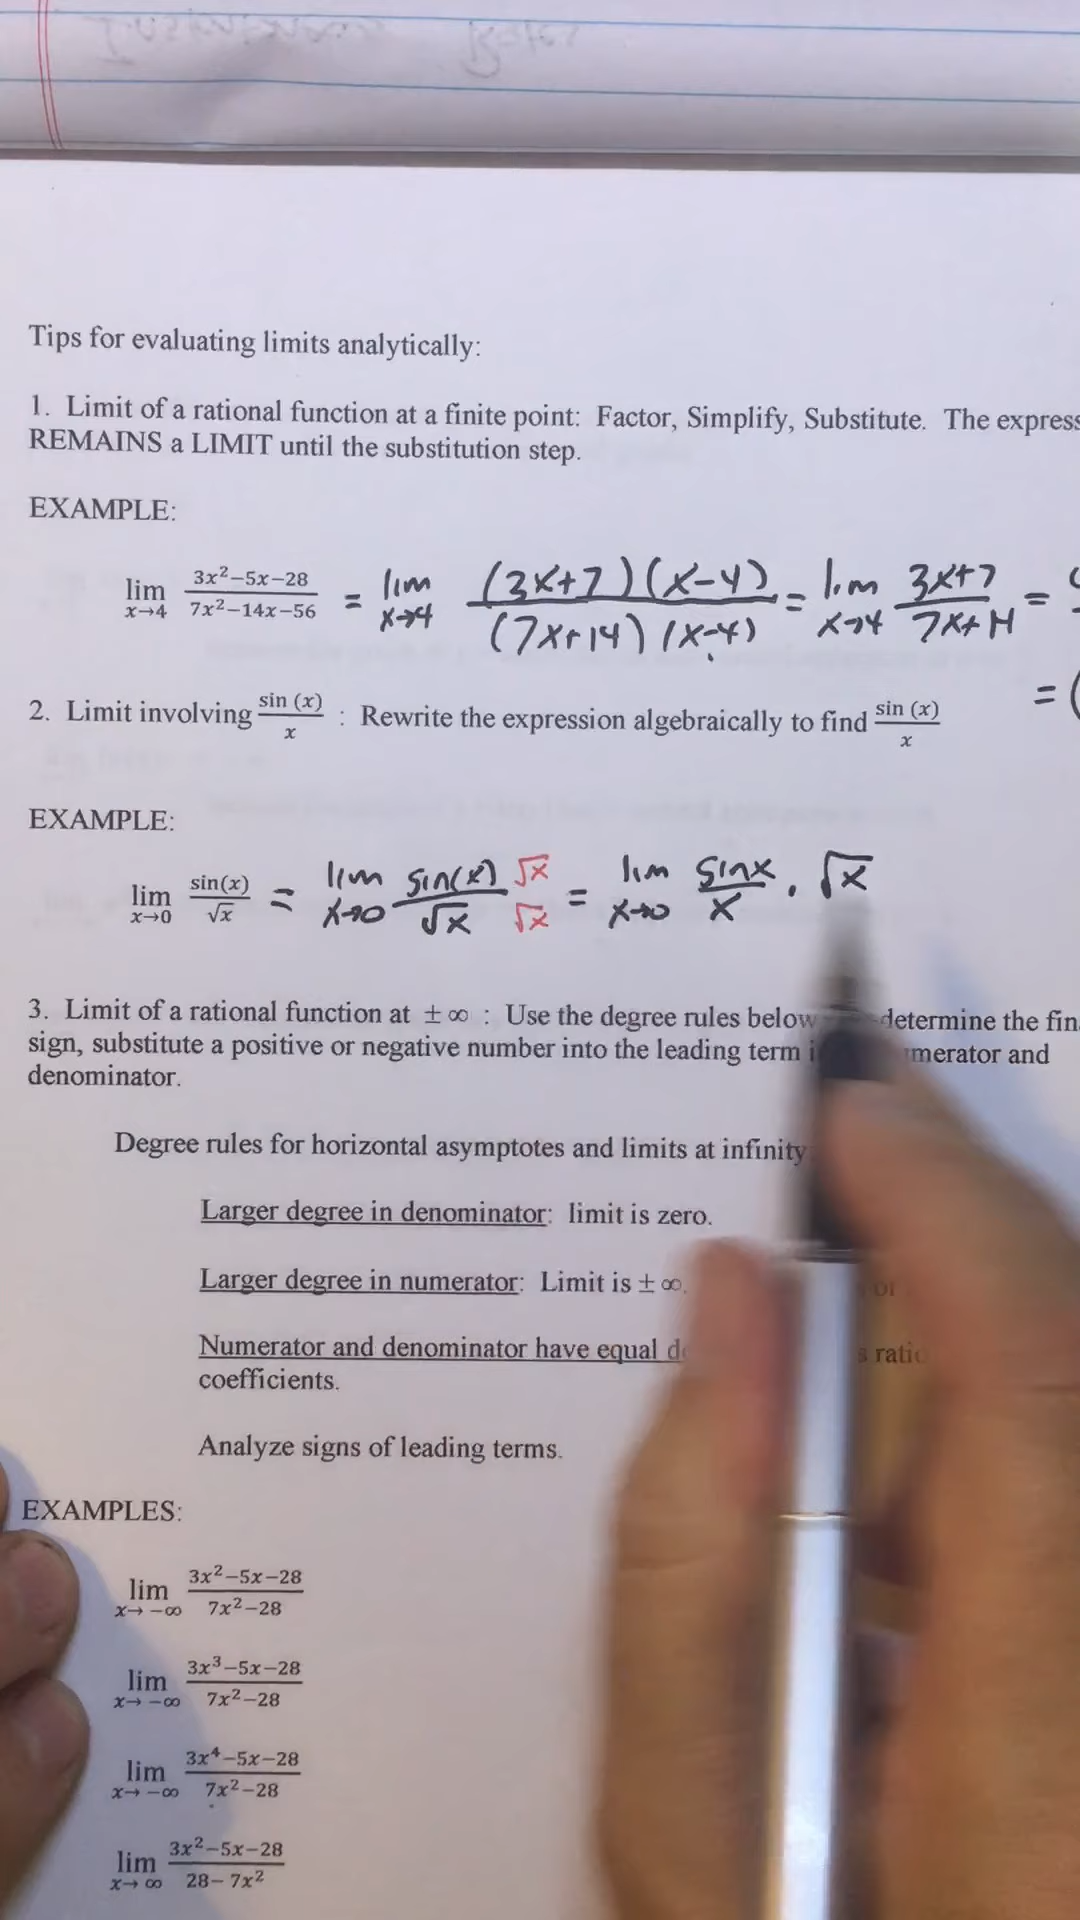 Rates
Tips for evaluating limits analytically:
1. Limit of a rational function at a finite point: Factor, Simplify, Substitute. The express
REMAINS a LIMIT until the substitution step.
EXAMPLE:
lim x→4 (3x²−5x−28)/(7x²−14x−56) = lim x→4 (3x+7)(x-4)/(7x+14)(x-4) = lim x→4 3x+7/7x+14 =
2. Limit involving sin (x)/x : Rewrite the expression algebraically to find sin (x)/x =
EXAMPLE:
lim x→0 sin(x)/√x = lim x→0 sin(x)/√x √x/√x = lim x→0 sinx/x · √x
3. Limit of a rational function at ±∞ : Use the degree rules below determine the fin
sign, substitute a positive or negative number into the leading term i merator and
denominator.
Degree rules for horizontal asymptotes and limits at infinity
Larger degree in denominator: limit is zero.
Larger degree in numerator: Limit is ±∞.
Numerator and denominator have equal d s ratio
coefficients.
Analyze signs of leading terms.
EXAMPLES:
lim x→ −∞ (3x²−5x−28)/(7x²−28)
lim x→ −∞ (3x³−5x−28)/(7x²−28)
lim x→ −∞ (3x⁴−5x−28)/(7x²−28)
lim x→ ∞ (3x²−5x−28)/(28− 7x²)